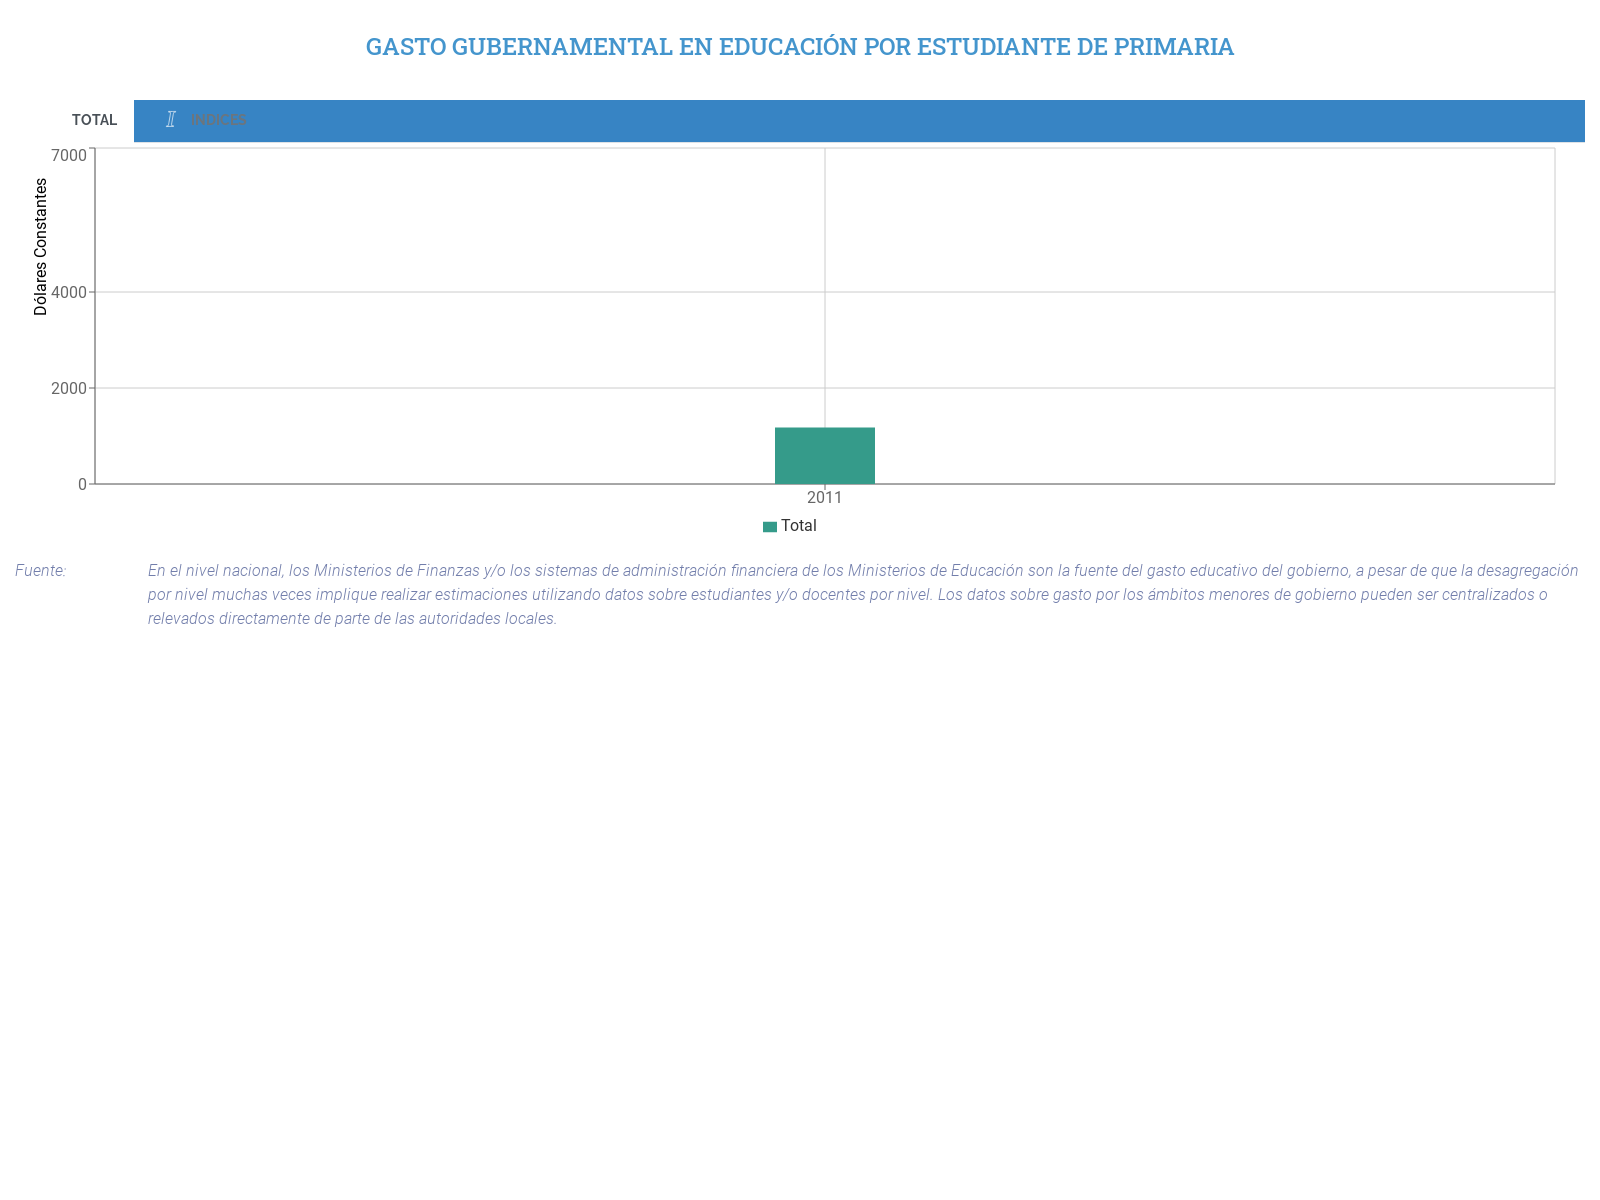 GASTO GUBERNAMENTAL EN EDUCACIÓN POR ESTUDIANTE DE PRIMARIA
TOTAL
I INDICES
7000
Dólares Constantes
4000
2000
0
2011
Total
Fuente: En el nivel nacional, los Ministerios de Finanzas y/o los sistemas de administración financiera de los Ministerios de Educación son la fuente del gasto educativo del gobierno, a pesar de que la desagregación
por nivel muchas veces implique realizar estimaciones utilizando datos sobre estudiantes y/o docentes por nivel. Los datos sobre gasto por los ámbitos menores de gobierno pueden ser centralizados o
relevados directamente de parte de las autoridades locales.